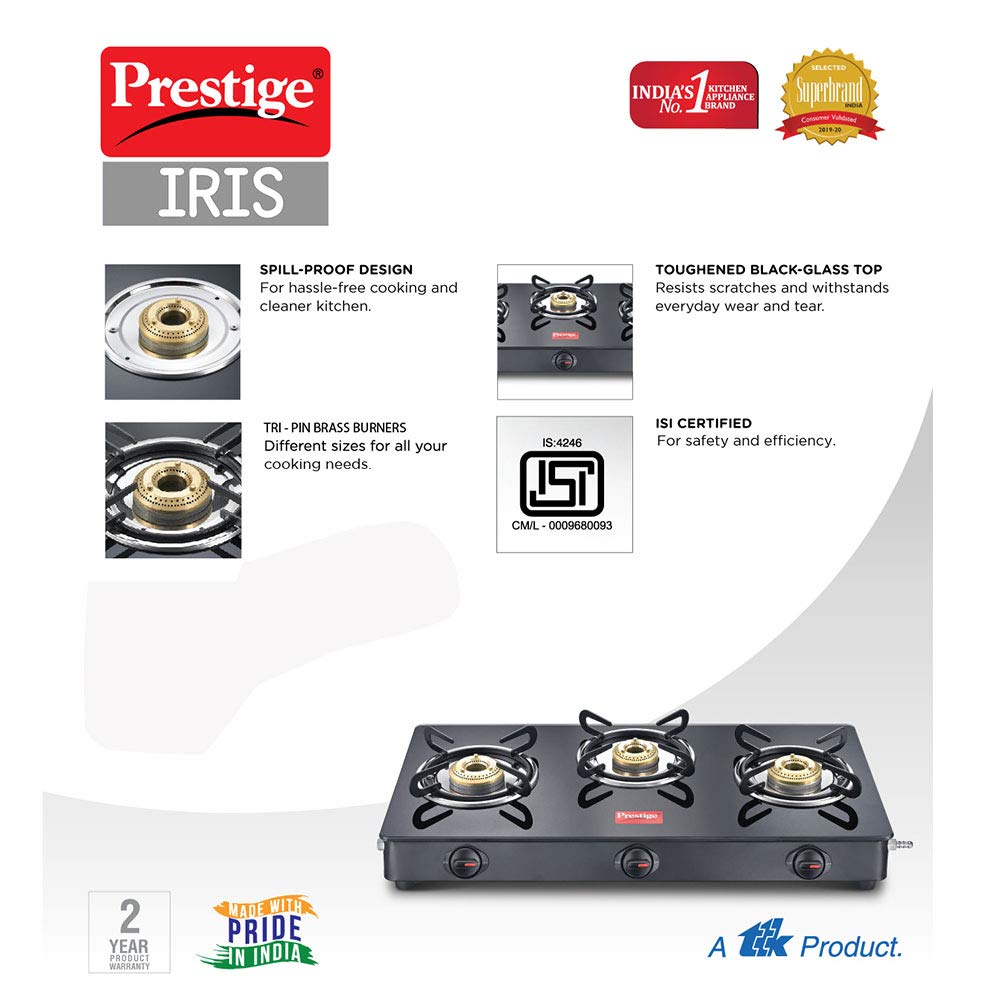 Prestige®
IRIS
INDIA'S No. 1 KITCHEN APPLIANCE BRAND
SELECTED
Superbrand
INDIA
Consumer Validated
2019-20
SPILL-PROOF DESIGN
For hassle-free cooking and
cleaner kitchen.
TOUGHENED BLACK-GLASS TOP
Resists scratches and withstands
everyday wear and tear.
Prestige
TRI - PIN BRASS BURNERS
Different sizes for all your
cooking needs.
IS:4246
ISI
CM/L - 0009680093
ISI CERTIFIED
For safety and efficiency.
Prestige
2
YEAR
PRODUCT
WARRANTY
MADE WITH
PRIDE
IN INDIA
A ttk Product.